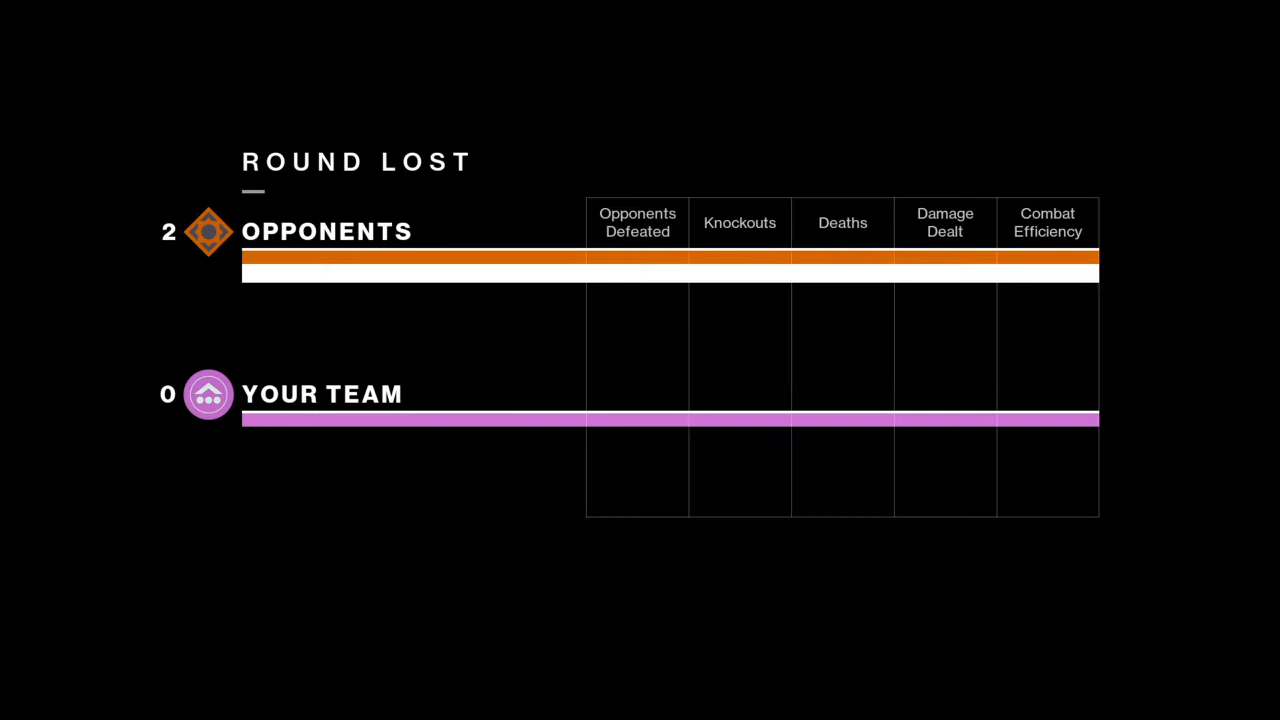 ROUND LOST
2 OPPONENTS
Opponents Defeated
Knockouts
Deaths
Damage Dealt
Combat Efficiency
0 YOUR TEAM